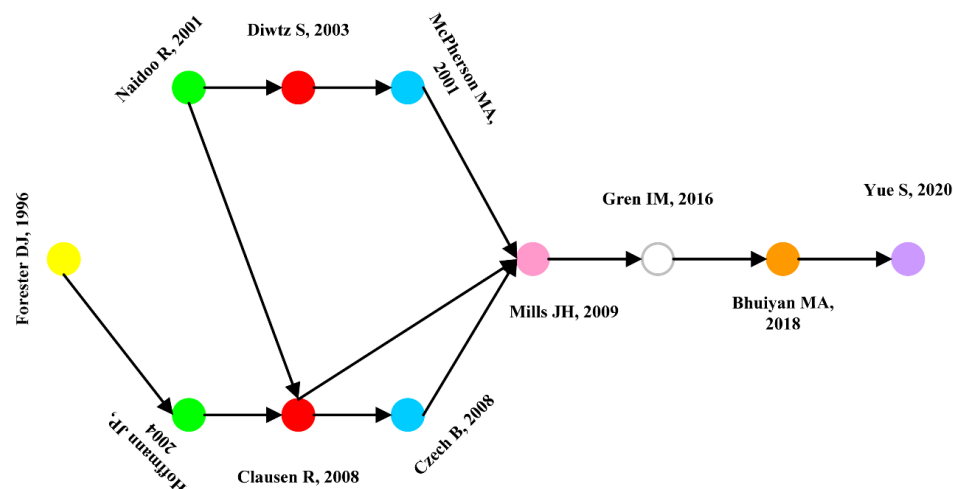 Naidoo R, 2001
Diwtz S, 2003
McPherson MA,
2001
Forester DJ, 1996
Gren IM, 2016
Yue S, 2020
Mills JH, 2009
Bhuiyan MA,
2018
Hoffmann JP,
2004
Clausen R, 2008
Czech B, 2008